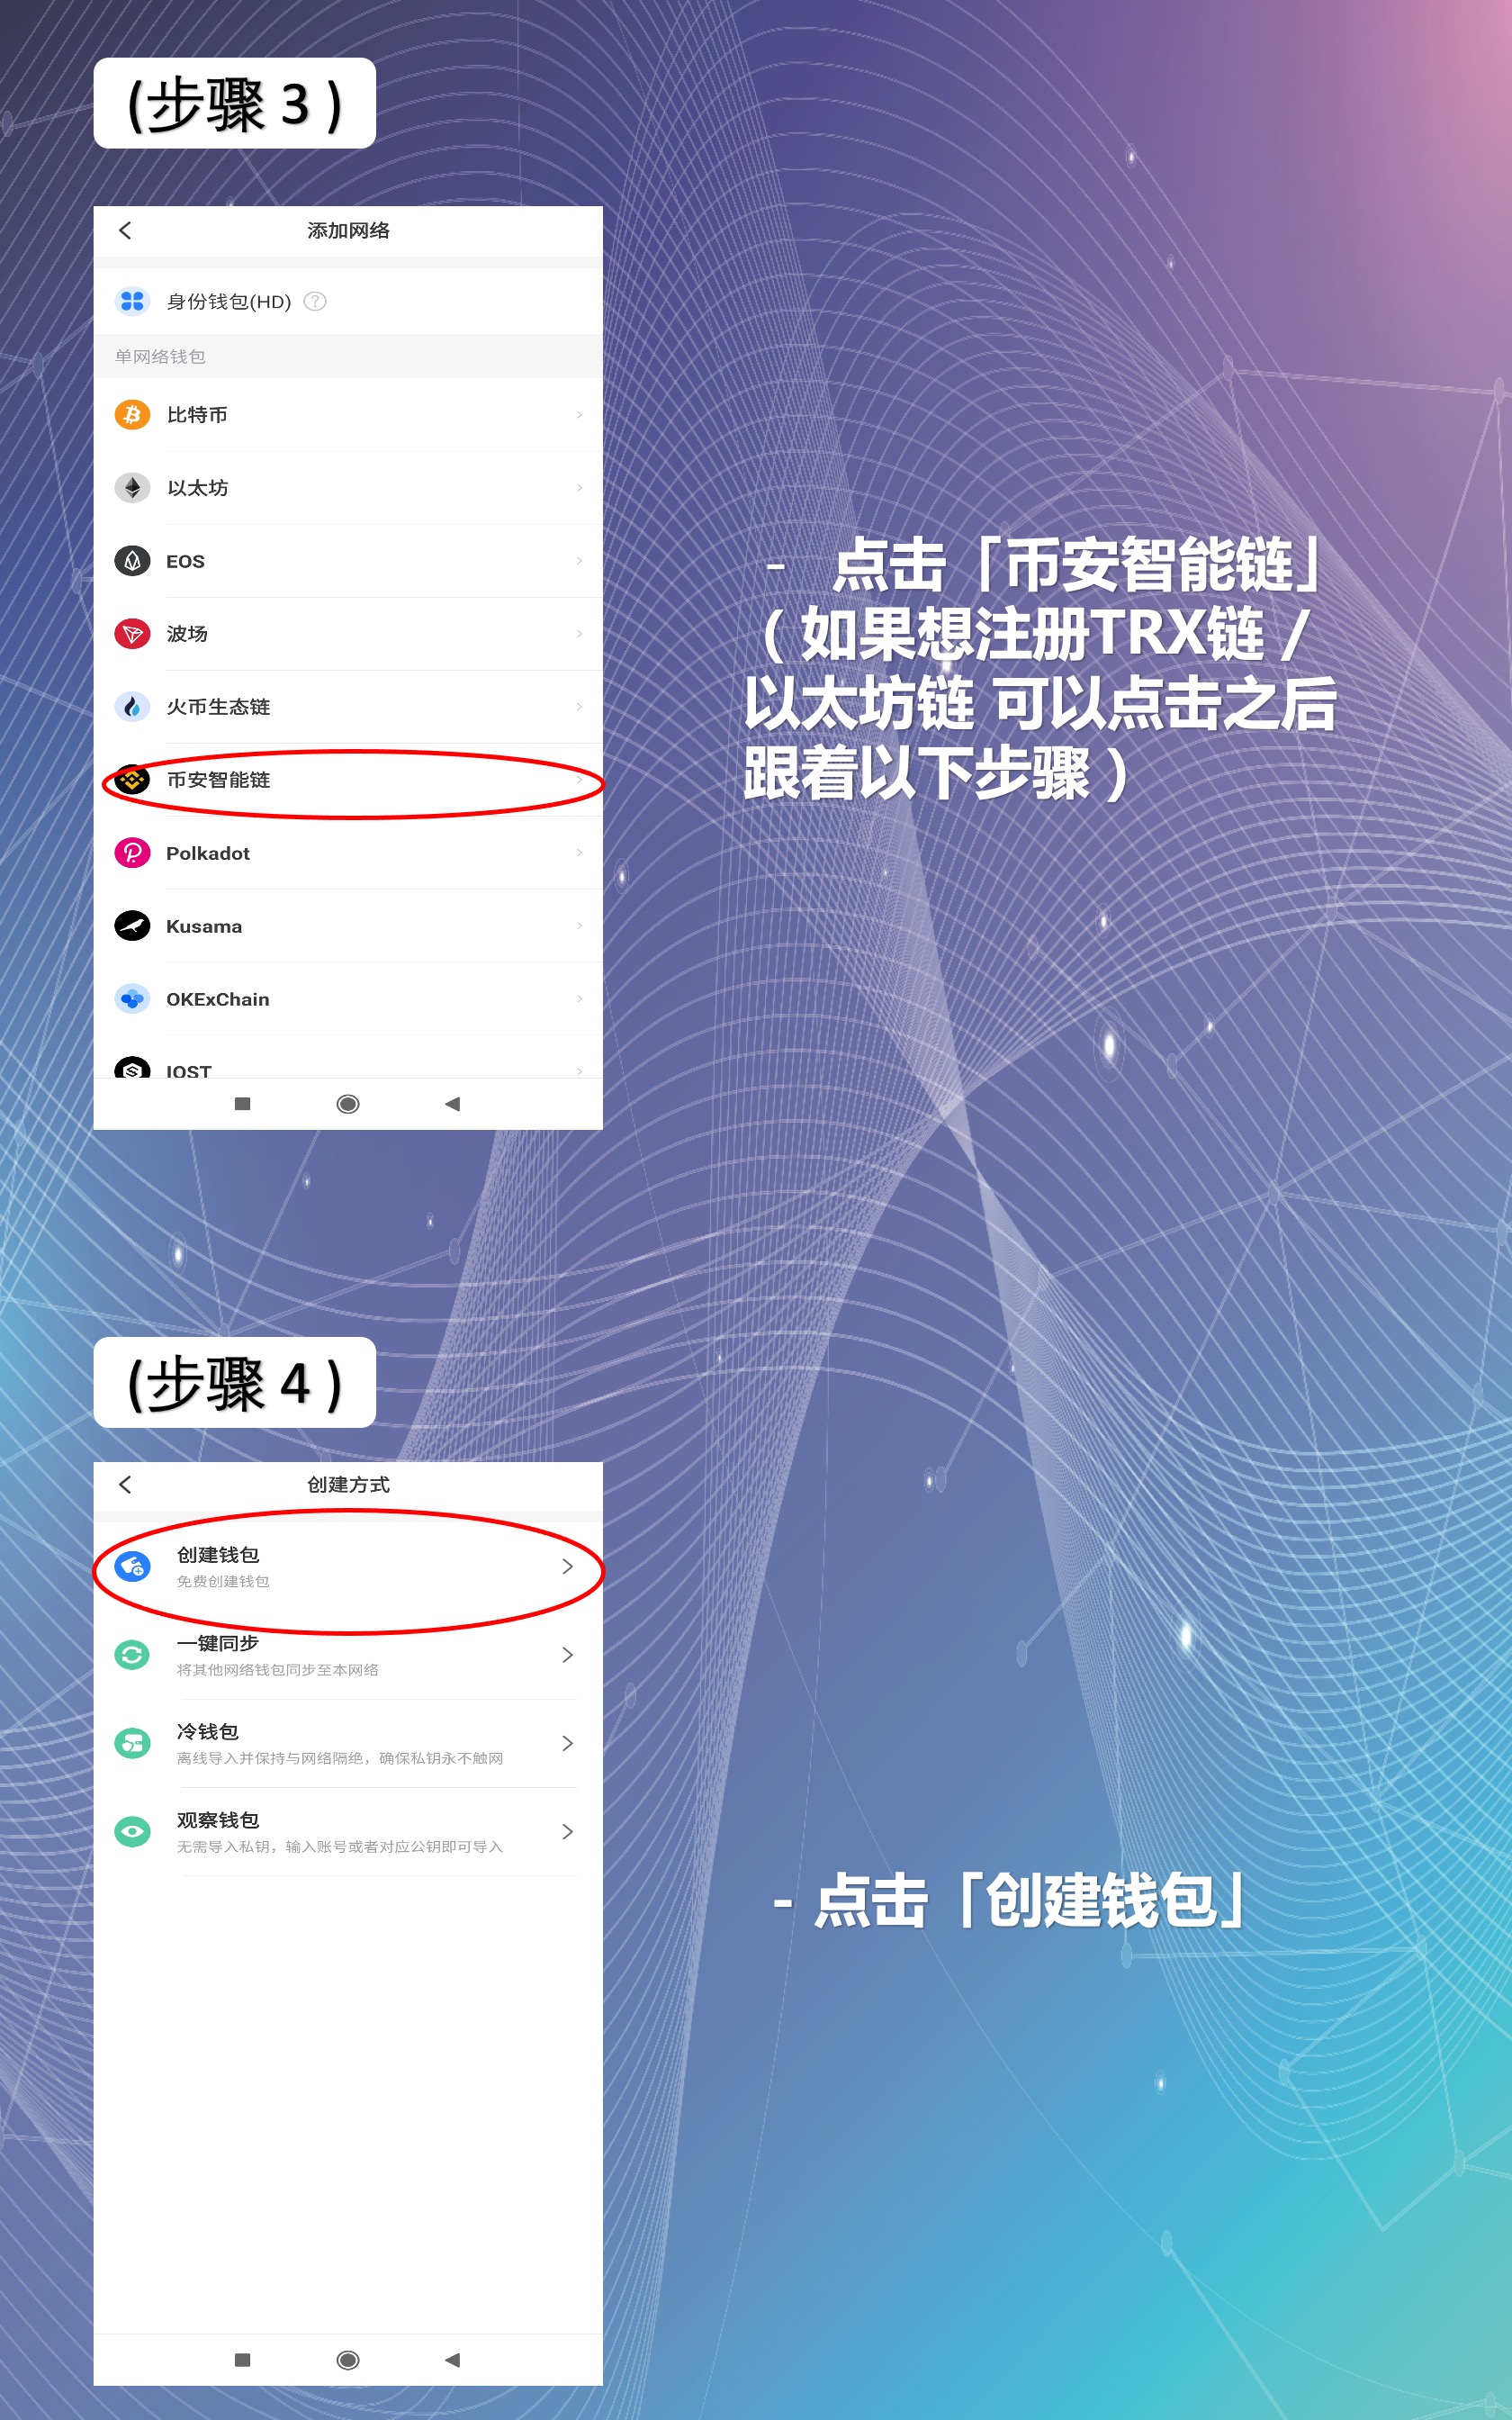 (步骤 3 )
添加网络
身份钱包(HD) ?
单网络钱包
比特币
以太坊
EOS
波场
火币生态链
币安智能链
Polkadot
Kusama
OKExChain
IOST
- 点击「币安智能链」
( 如果想注册TRX链 /
以太坊链 可以点击之后
跟着以下步骤 )
(步骤 4 )
创建方式
创建钱包
免费创建钱包
一键同步
将其他网络钱包同步至本网络
冷钱包
离线导入并保持与网络隔绝，确保私钥永不触网
观察钱包
无需导入私钥，输入账号或者对应公钥即可导入
- 点击「创建钱包」